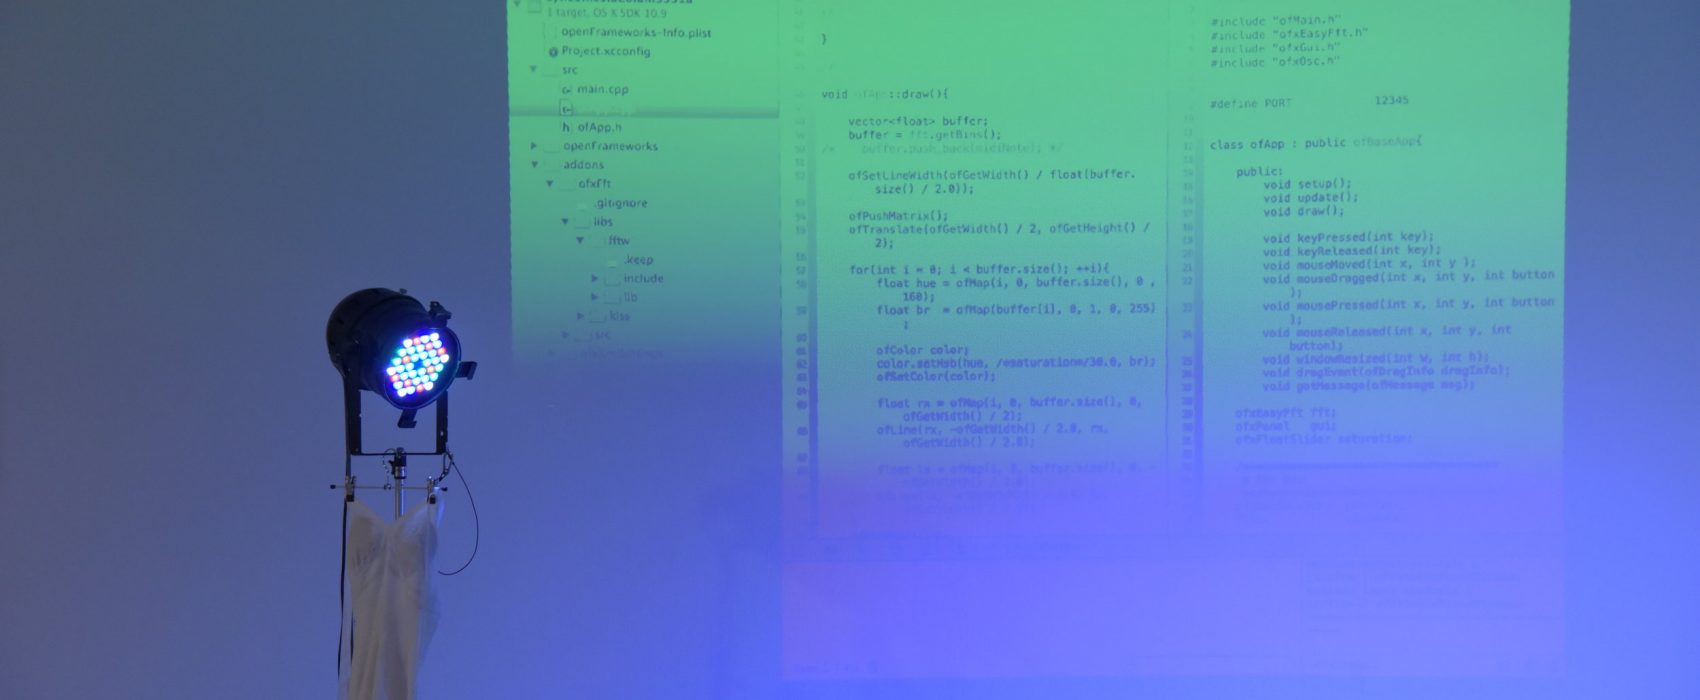 1 target, OS X SDK 10.9
openFrameworks-Info.plist
Project.xcconfig
src
main.cpp
h ofApp.h
openFrameworks
addons
ofxFft
.gitignore
libs
fftw
.keep
include
lib
kiss
src
}
void ofApp::draw(){
vector<float> buffer;
buffer = fft.getBins();
/* buffer.push_back(midiNote); */
ofSetLineWidth(ofGetWidth() / float(buffer.
size() / 2.0));
ofPushMatrix();
ofTranslate(ofGetWidth() / 2, ofGetHeight() /
2);
for(int i = 0; i < buffer.size(); ++i){
float hue = ofMap(i, 0, buffer.size(), 0 ,
160);
float br = ofMap(buffer[i], 0, 1, 0, 255)
;
ofColor color;
color.setHsb(hue, /*saturation*/30.0, br);
ofSetColor(color);
float rx = ofMap(i, 0, buffer.size(), 0,
ofGetWidth() / 2);
ofLine(rx, -ofGetWidth() / 2.0, rx,
ofGetWidth() / 2.0);
float lx = ofMap(i, 0, buffer.size(), 0, -
#include "ofMain.h"
#include "ofxEasyFft.h"
#include "ofxGui.h"
#include "ofxOsc.h"
#define PORT 12345
class ofApp : public ofBaseApp{
public:
void setup();
void update();
void draw();
void keyPressed(int key);
void keyReleased(int key);
void mouseMoved(int x, int y );
void mouseDragged(int x, int y, int button
);
void mousePressed(int x, int y, int button
);
void mouseReleased(int x, int y, int
button);
void windowResized(int w, int h);
void dragEvent(ofDragInfo dragInfo);
void gotMessage(ofMessage msg);
ofxEasyFft fft;
ofxPanel gui;
ofxFloatSlider saturation;